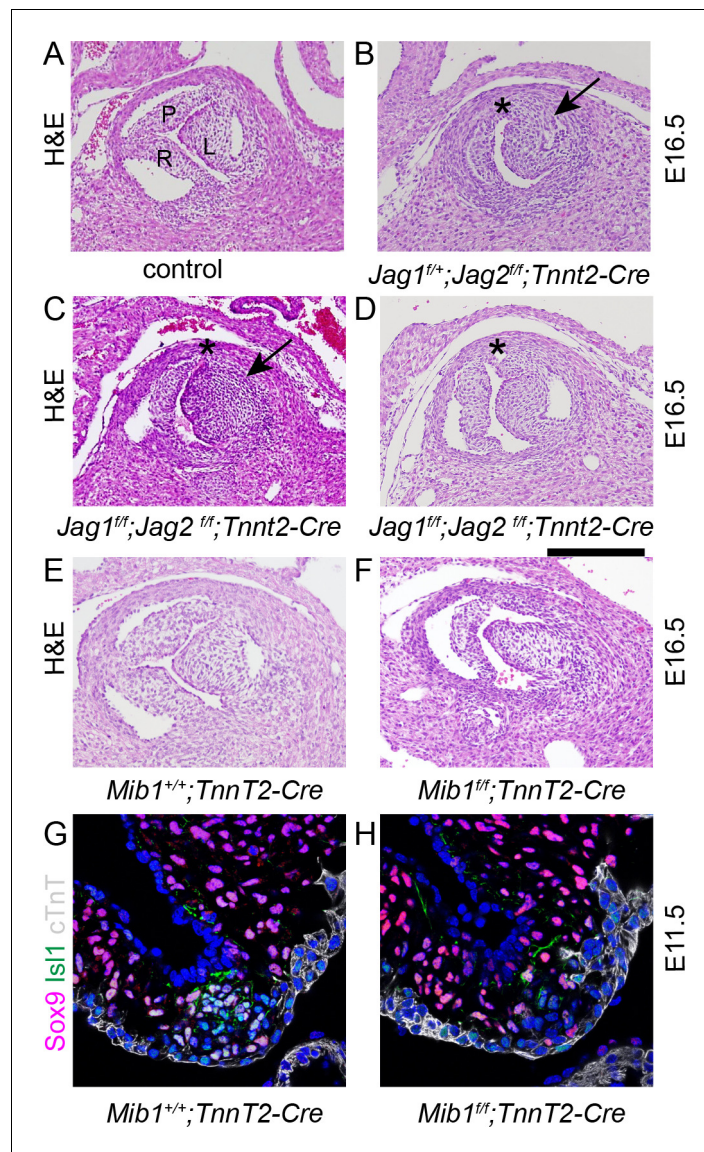 A
B
H&E
P
R
L
*
E16.5
control
Jag1f/+;Jag2f/f;Tnnt2-Cre
C
D
H&E
*
*
E16.5
Jag1f/f;Jag2 f/f;Tnnt2-Cre
Jag1f/f;Jag2 f/f;Tnnt2-Cre
E
F
H&E
E16.5
Mib1+/+;TnnT2-Cre
Mib1f/f;TnnT2-Cre
G
H
Sox9 Isl1 cTnT
E11.5
Mib1+/+;TnnT2-Cre
Mib1f/f;TnnT2-Cre